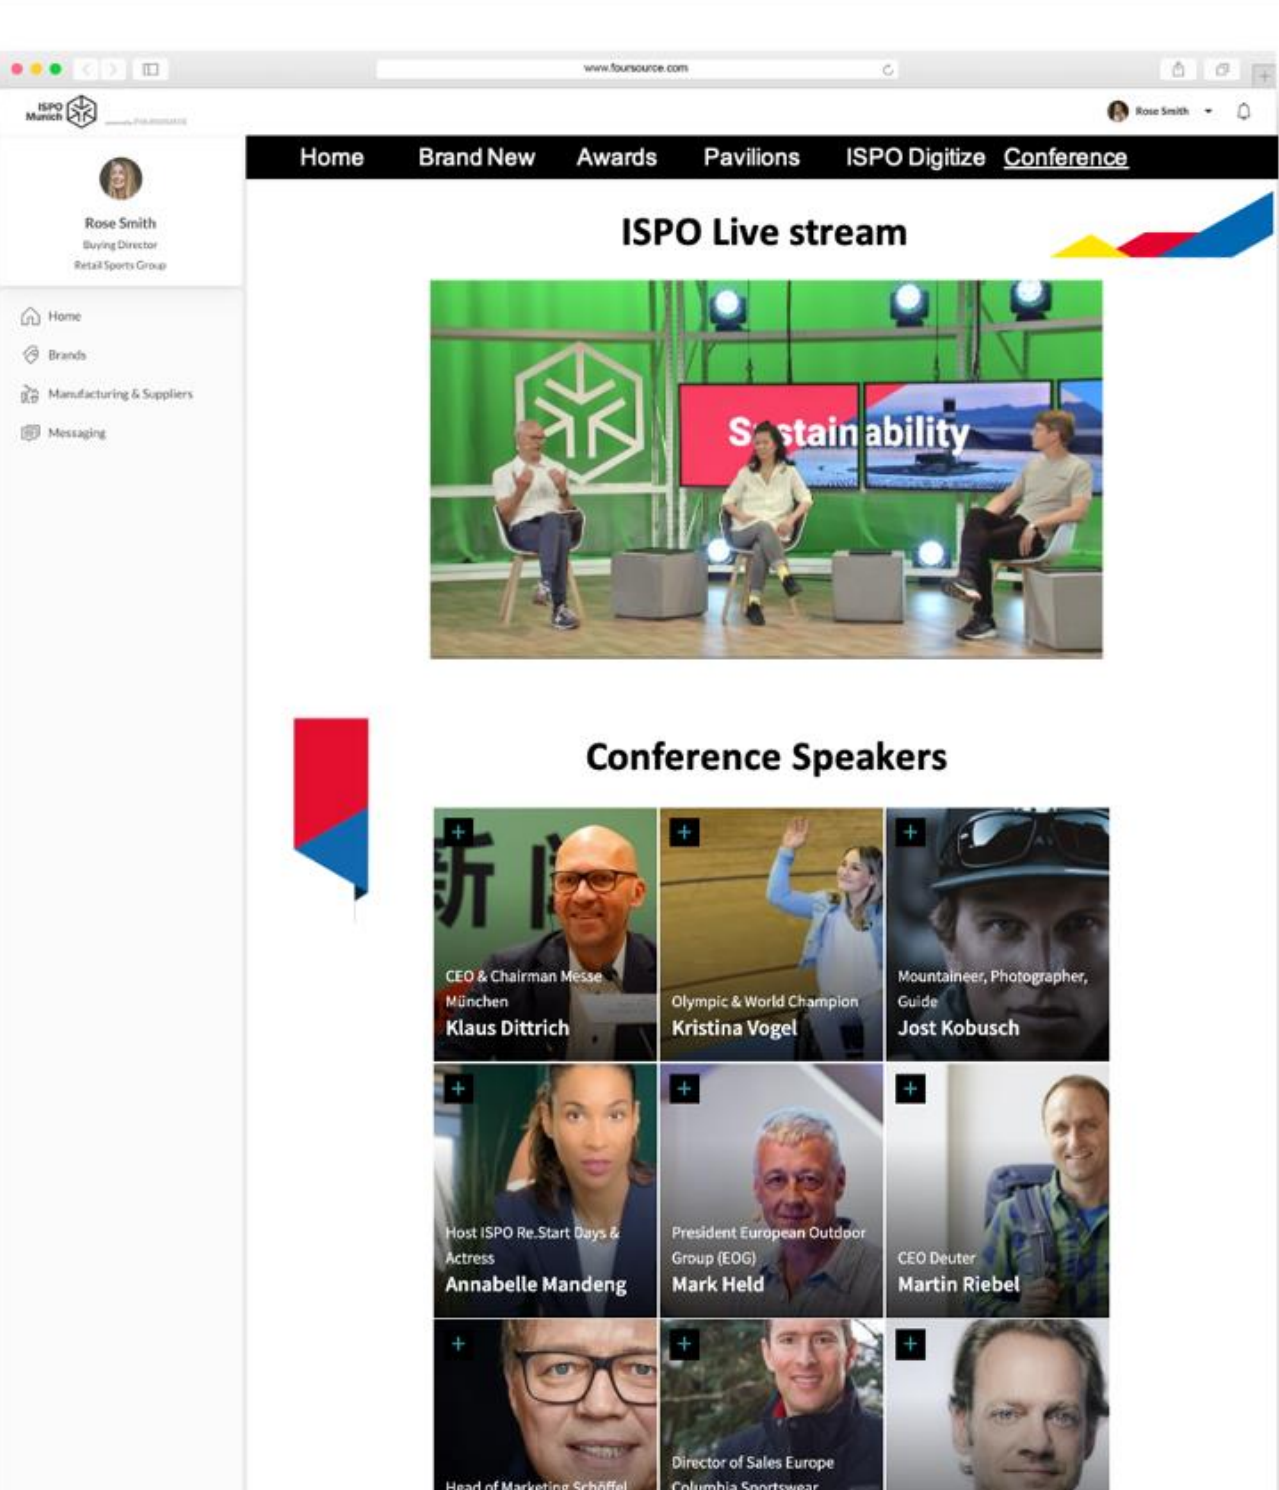 www.foursource.com
ISPO
Munich
Rose Smith
Home Brand New Awards Pavilions ISPO Digitize Conference
Rose Smith
Buying Director
Retail Sports Group
Home
Brands
Manufacturing & Suppliers
Messaging
ISPO Live stream
Sustainability
Conference Speakers
新
CEO & Chairman Messe
München
Klaus Dittrich
Olympic & World Champion
Kristina Vogel
Mountaineer, Photographer,
Guide
Jost Kobusch
Host ISPO Re.Start Days &
Actress
Annabelle Mandeng
President European Outdoor
Group (EOG)
Mark Held
CEO Deuter
Martin Riebel
Head of Marketing Schöffel
Director of Sales Europe
Columbia Sportswear